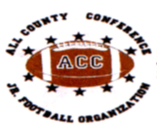 ALL COUNTY CONFERENCE
ACC
JR. FOOTBALL ORGANIZATION